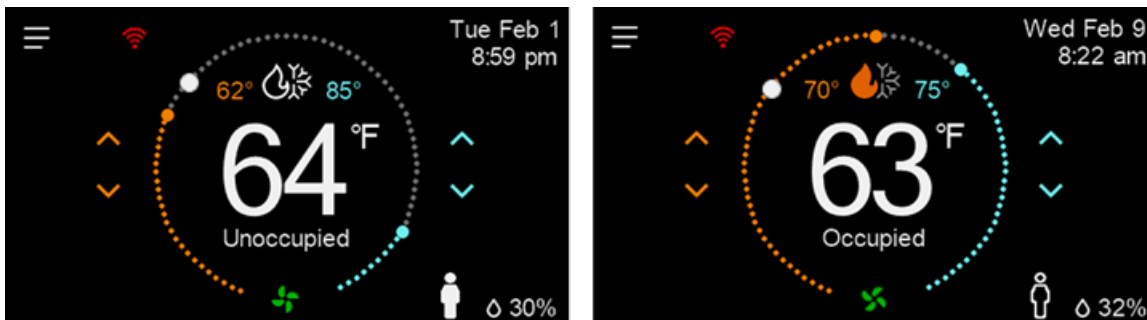 Tue Feb 1
8:59 pm
62° 85°
64°F
Unoccupied
30%
Wed Feb 9
8:22 am
70° 75°
63°F
Occupied
32%